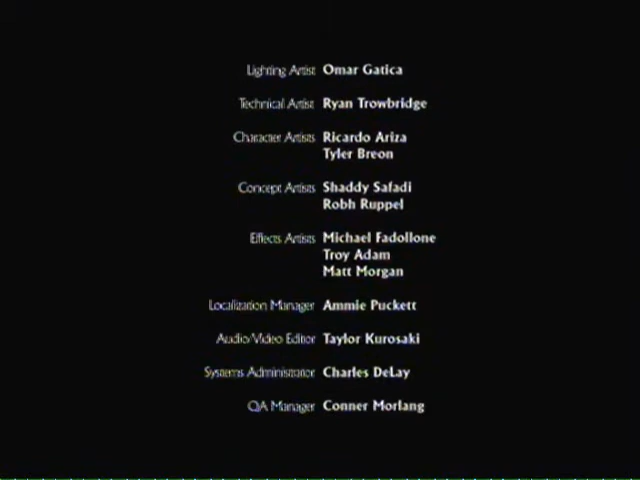 Lighting Artist Omar Gatica
Technical Artist Ryan Trowbridge
Character Artists Ricardo Ariza
Tyler Breon
Concept Artists Shaddy Safadi
Robh Ruppel
Effects Artists Michael Fadollone
Troy Adam
Matt Morgan
Localization Manager Ammie Puckett
Audio/Video Editor Taylor Kurosaki
Systems Administrator Charles DeLay
QA Manager Conner Morlang